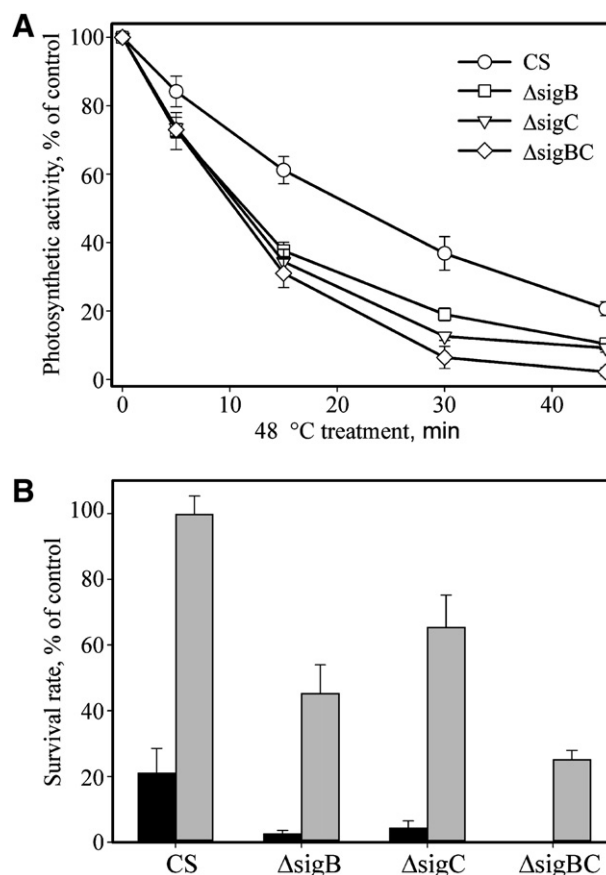 A
Photosynthetic activity, % of control
100
80
60
40
20
0
CS
ΔsigB
ΔsigC
ΔsigBC
0 10 20 30 40
48 °C treatment, min
B
Survival rate, % of control
100
80
60
40
20
0
CS ΔsigB ΔsigC ΔsigBC